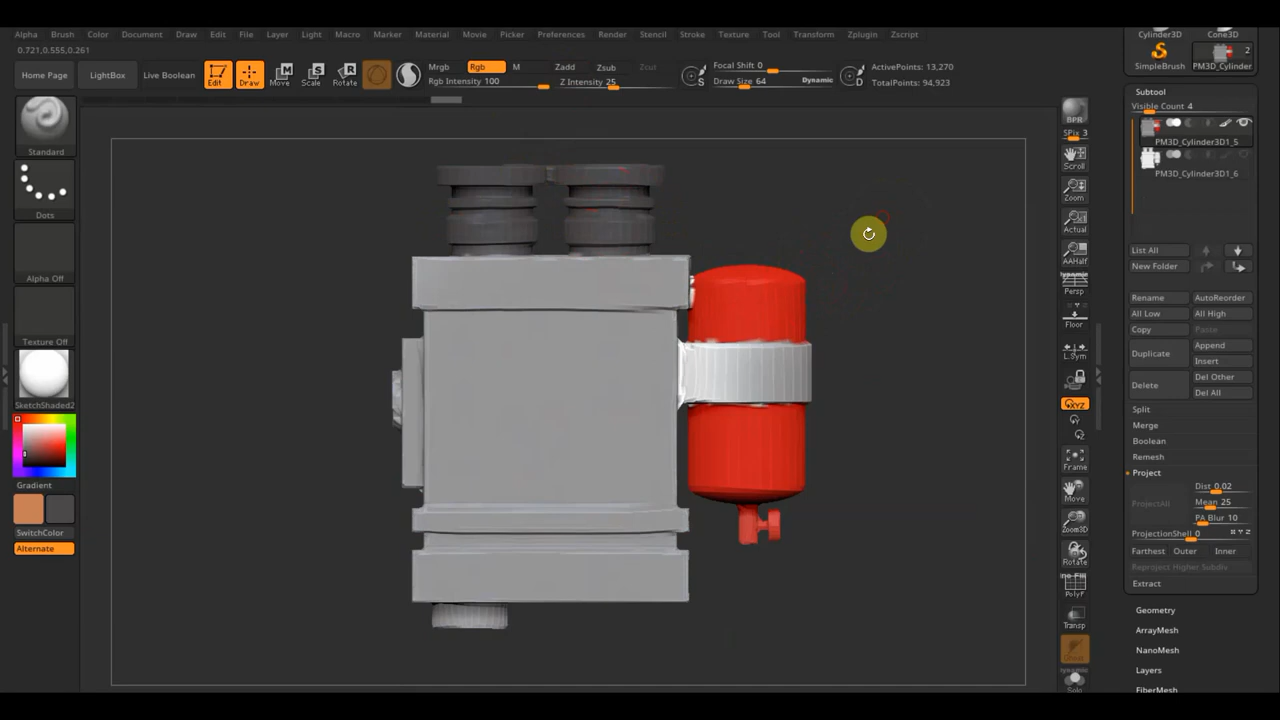 Alpha Brush Color Document Draw Edit File Layer Light Macro Marker Material Movie Picker Preferences Render Stencil Stroke Texture Tool Transform Zplugin Zscript
0.721,0.555,0.261
Home Page
LightBox
Live Boolean
Edit
Draw
Move
Scale
Rotate
Mrgb
Rgb
M
Zadd
Zsub
Zcut
Rgb Intensity 100
Z Intensity 25
S
Focal Shift 0
Draw Size 64
Dynamic
D
ActivePoints: 13,270
TotalPoints: 94,923
Standard
Dots
Alpha Off
Texture Off
SketchShaded2
Gradient
SwitchColor
Alternate
BPR
SPix 3
Scroll
Zoom
Actual
AAHalf
Persp
Floor
L.Sym
XYZ
Frame
Move
Zoom3D
Rotate
PolyF
Transp
Solo
Cylinder3D
Cone3D
SimpleBrush
2
PM3D_Cylinder
Subtool
Visible Count 4
PM3D_Cylinder3D1_5
PM3D_Cylinder3D1_6
List All
New Folder
Rename
AutoReorder
All Low
All High
Copy
Paste
Duplicate
Append
Insert
Delete
Del Other
Del All
Split
Merge
Boolean
Remesh
Project
ProjectAll
Dist 0.02
Mean 25
PA Blur 10
ProjectionShell 0
Farthest
Outer
Inner
Reproject Higher Subdiv
Extract
Geometry
ArrayMesh
NanoMesh
Layers
FiberMesh